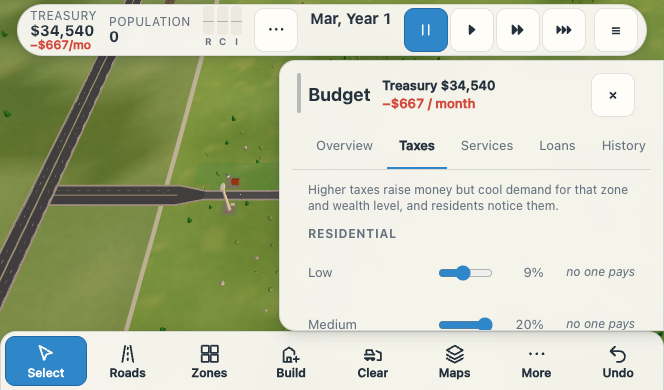 TREASURY
$34,540
−$667/mo
POPULATION
0
R C I
...
Mar, Year 1
Budget
Treasury $34,540
−$667 / month
×
Overview
Taxes
Services
Loans
History
Higher taxes raise money but cool demand for that zone
and wealth level, and residents notice them.
RESIDENTIAL
Low 9% no one pays
Medium 20% no one pays
Select
Roads
Zones
Build
Clear
Maps
More
Undo